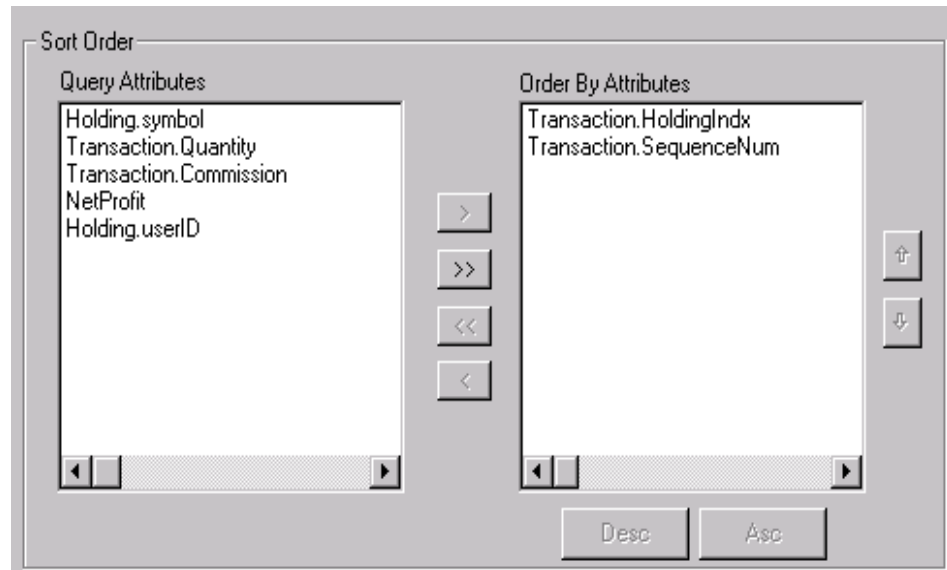 Sort Order
Query Attributes
Holding.symbol
Transaction.Quantity
Transaction.Commission
NetProfit
Holding.userID
>
>>
<<
<
Order By Attributes
Transaction.HoldingIndx
Transaction.SequenceNum
Desc
Asc